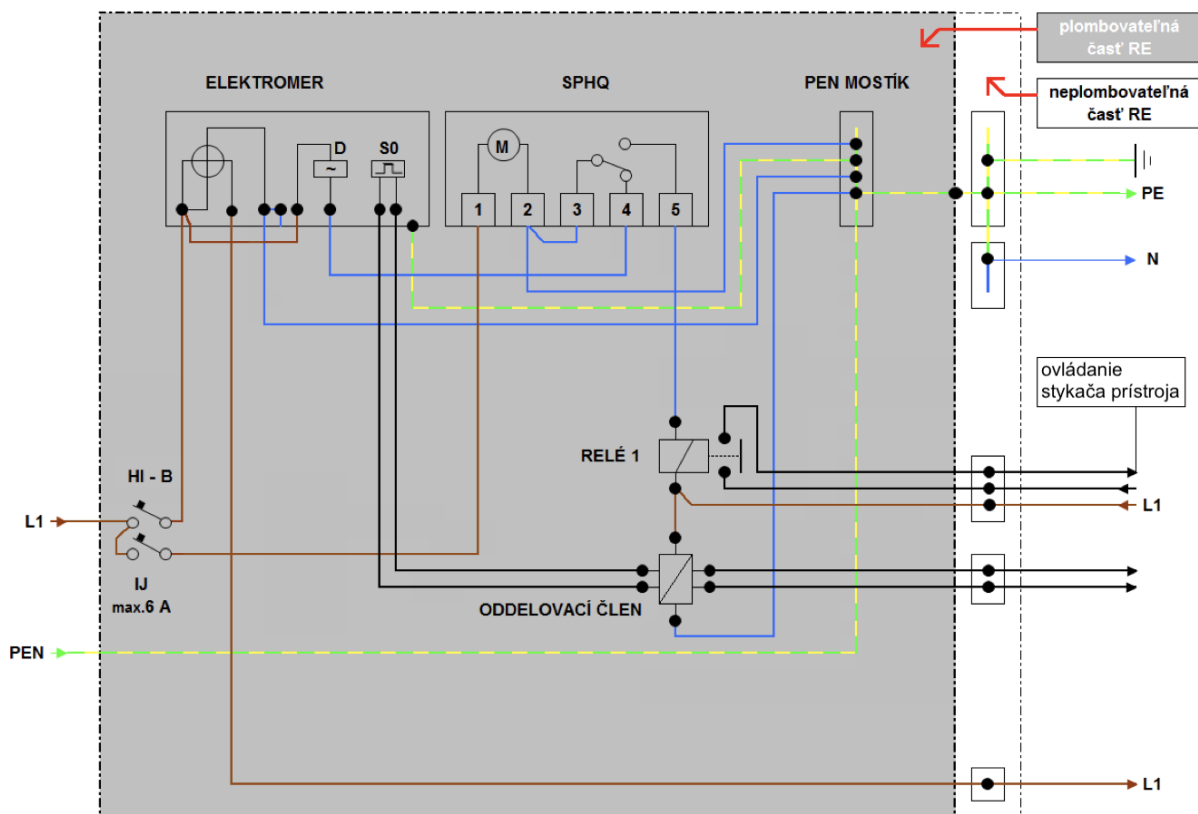 plombovateľná
časť RE
neplombovateľná
časť RE
ELEKTROMER
SPHQ
PEN MOSTÍK
D
S0
M
~
1
2
3
4
5
PE
N
ovládanie
stykača prístroja
RELÉ 1
HI - B
L1
L1
IJ
max.6 A
ODDELOVACÍ ČLEN
PEN
L1